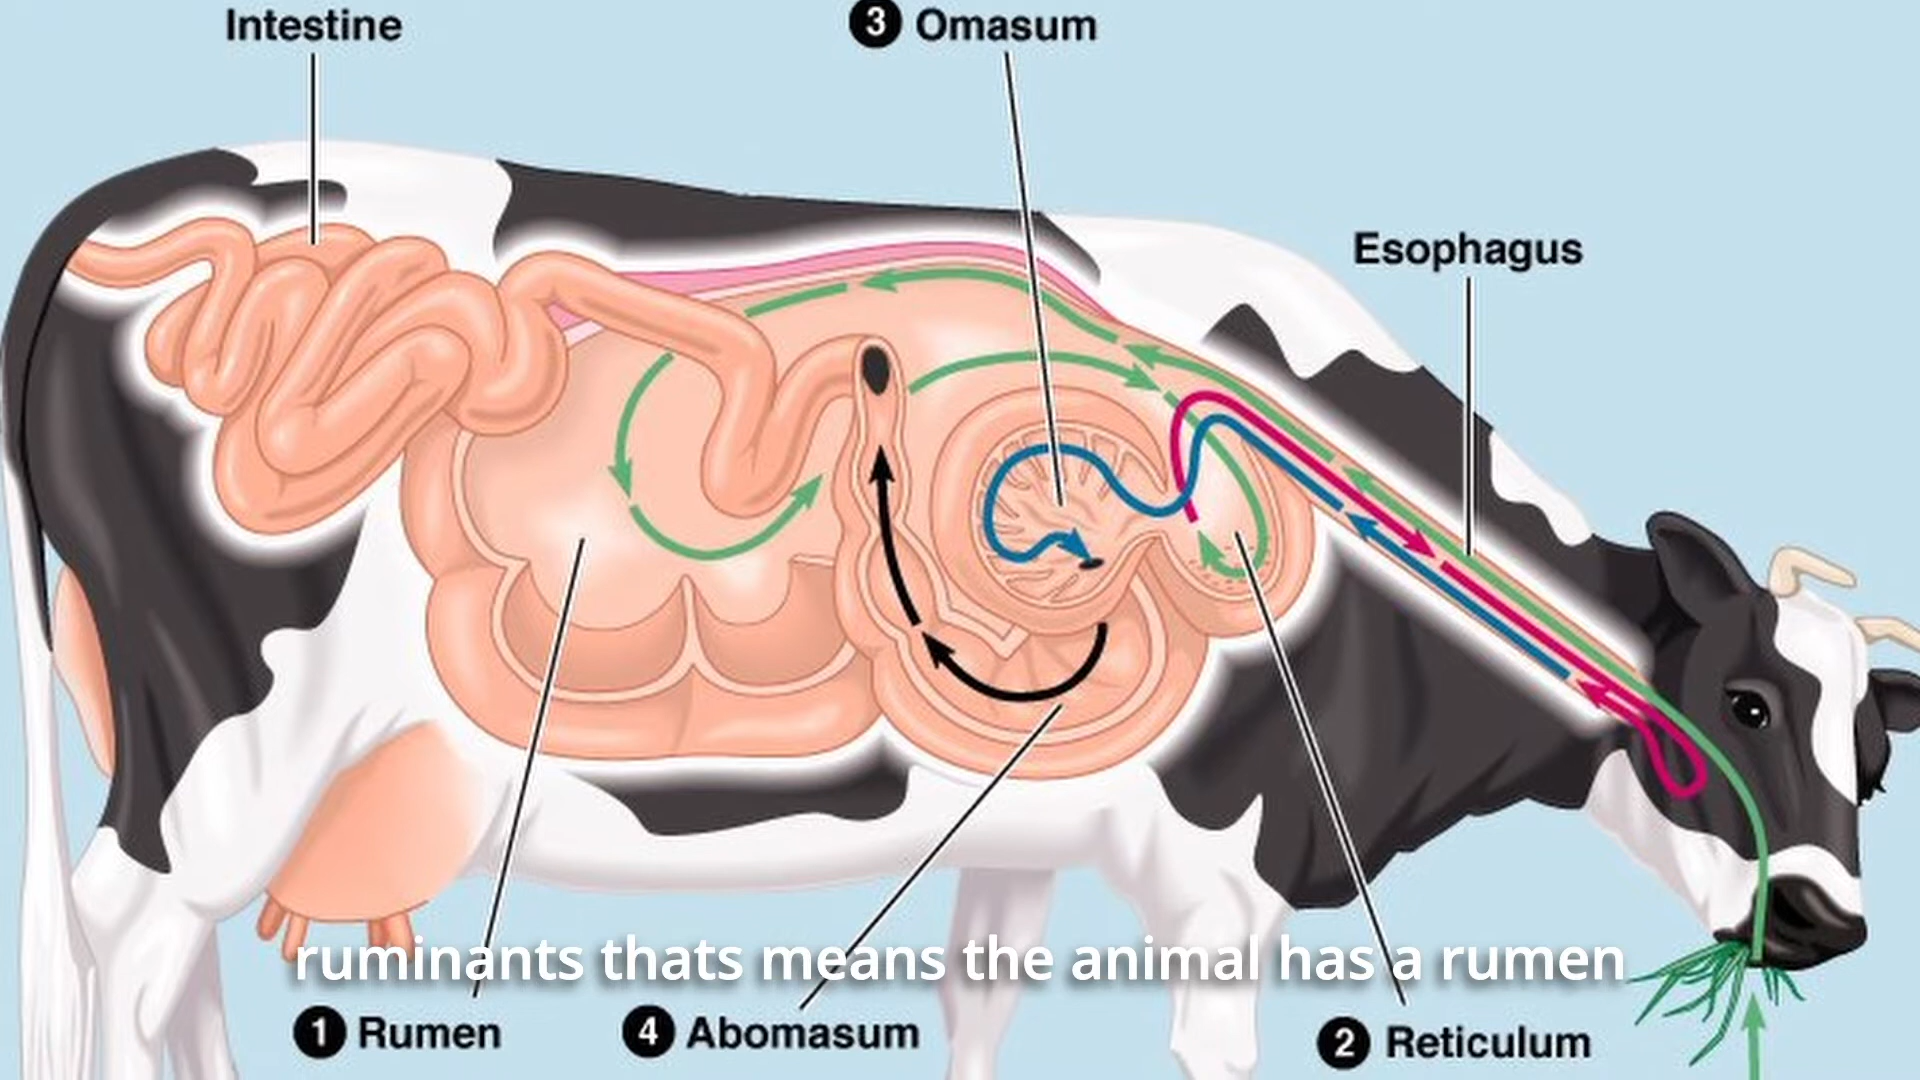 Intestine
3 Omasum
Esophagus
ruminants thats means the animal has a rumen
1 Rumen
4 Abomasum
2 Reticulum